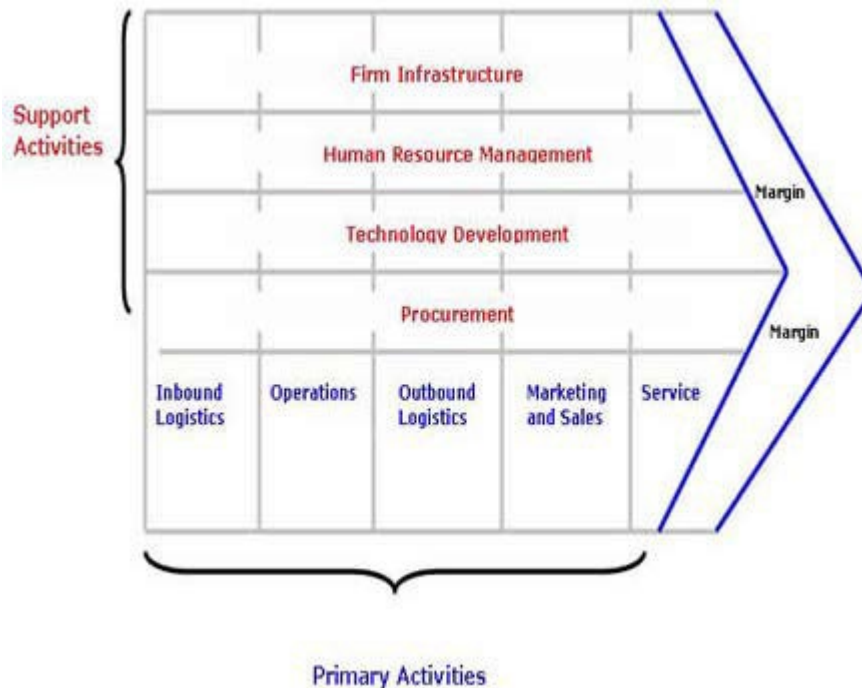 Firm Infrastructure
Support
Activities
Human Resource Management
Margin
Technology Development
Procurement
Margin
Inbound
Logistics
Operations
Outbound
Logistics
Marketing
and Sales
Service
Primary Activities